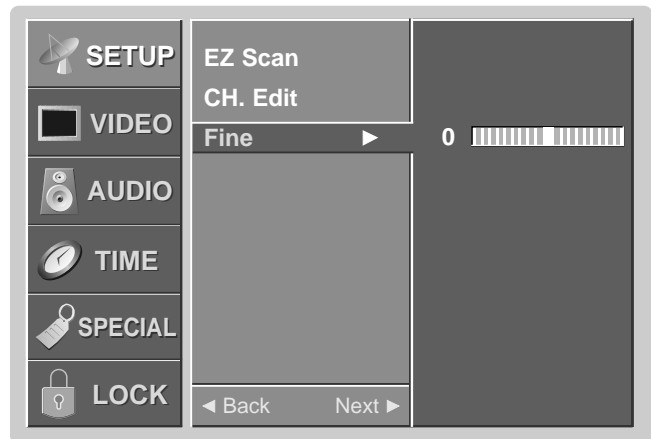 SETUP
VIDEO
AUDIO
TIME
SPECIAL
LOCK
EZ Scan
CH. Edit
Fine ►
0
◄ Back Next ►